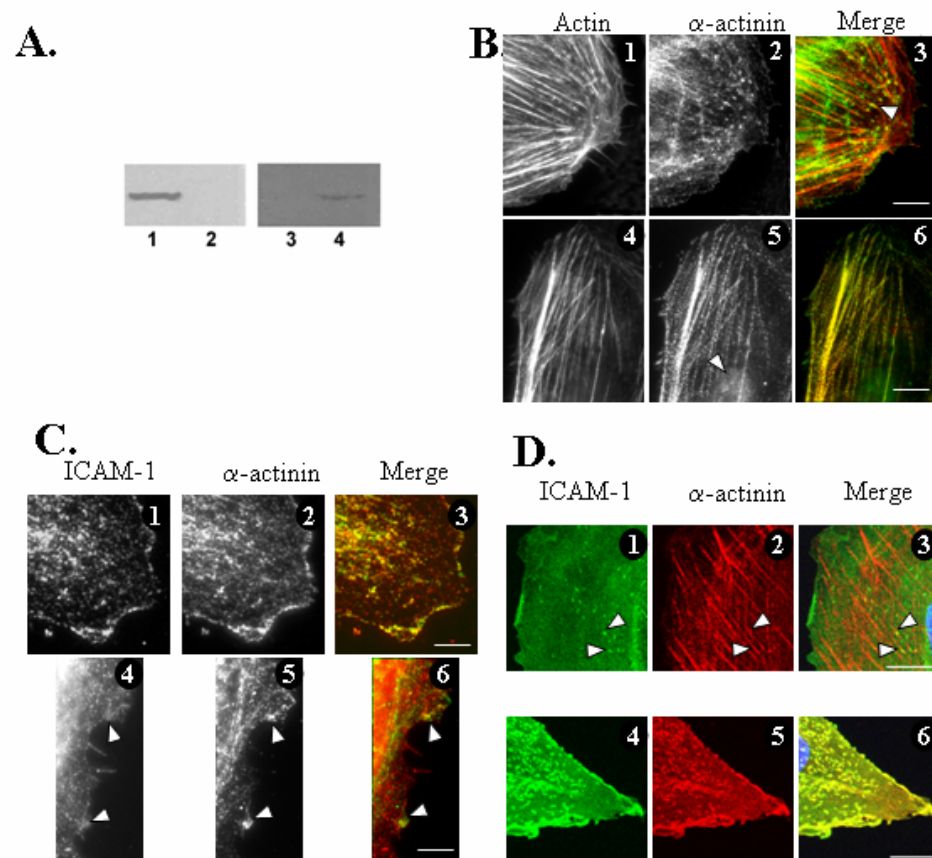 A.
1 2 3 4
B.
Actin α-actinin Merge
1 2 3
4 5 6
C.
ICAM-1 α-actinin Merge
1 2 3
4 5 6
D.
ICAM-1 α-actinin Merge
1 2 3
4 5 6